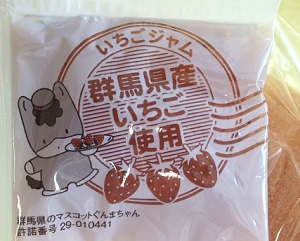 いちごジャム
群馬県産
いちご
使用
群馬県のマスコットぐんまちゃん
許諾番号 29-010441